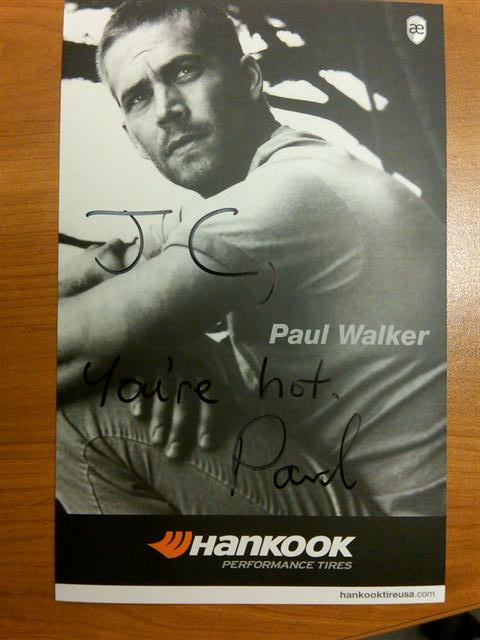 æ
JC,
Paul Walker
You're hot.
Paul
HANKOOK
PERFORMANCE TIRES
hankooktireusa.com